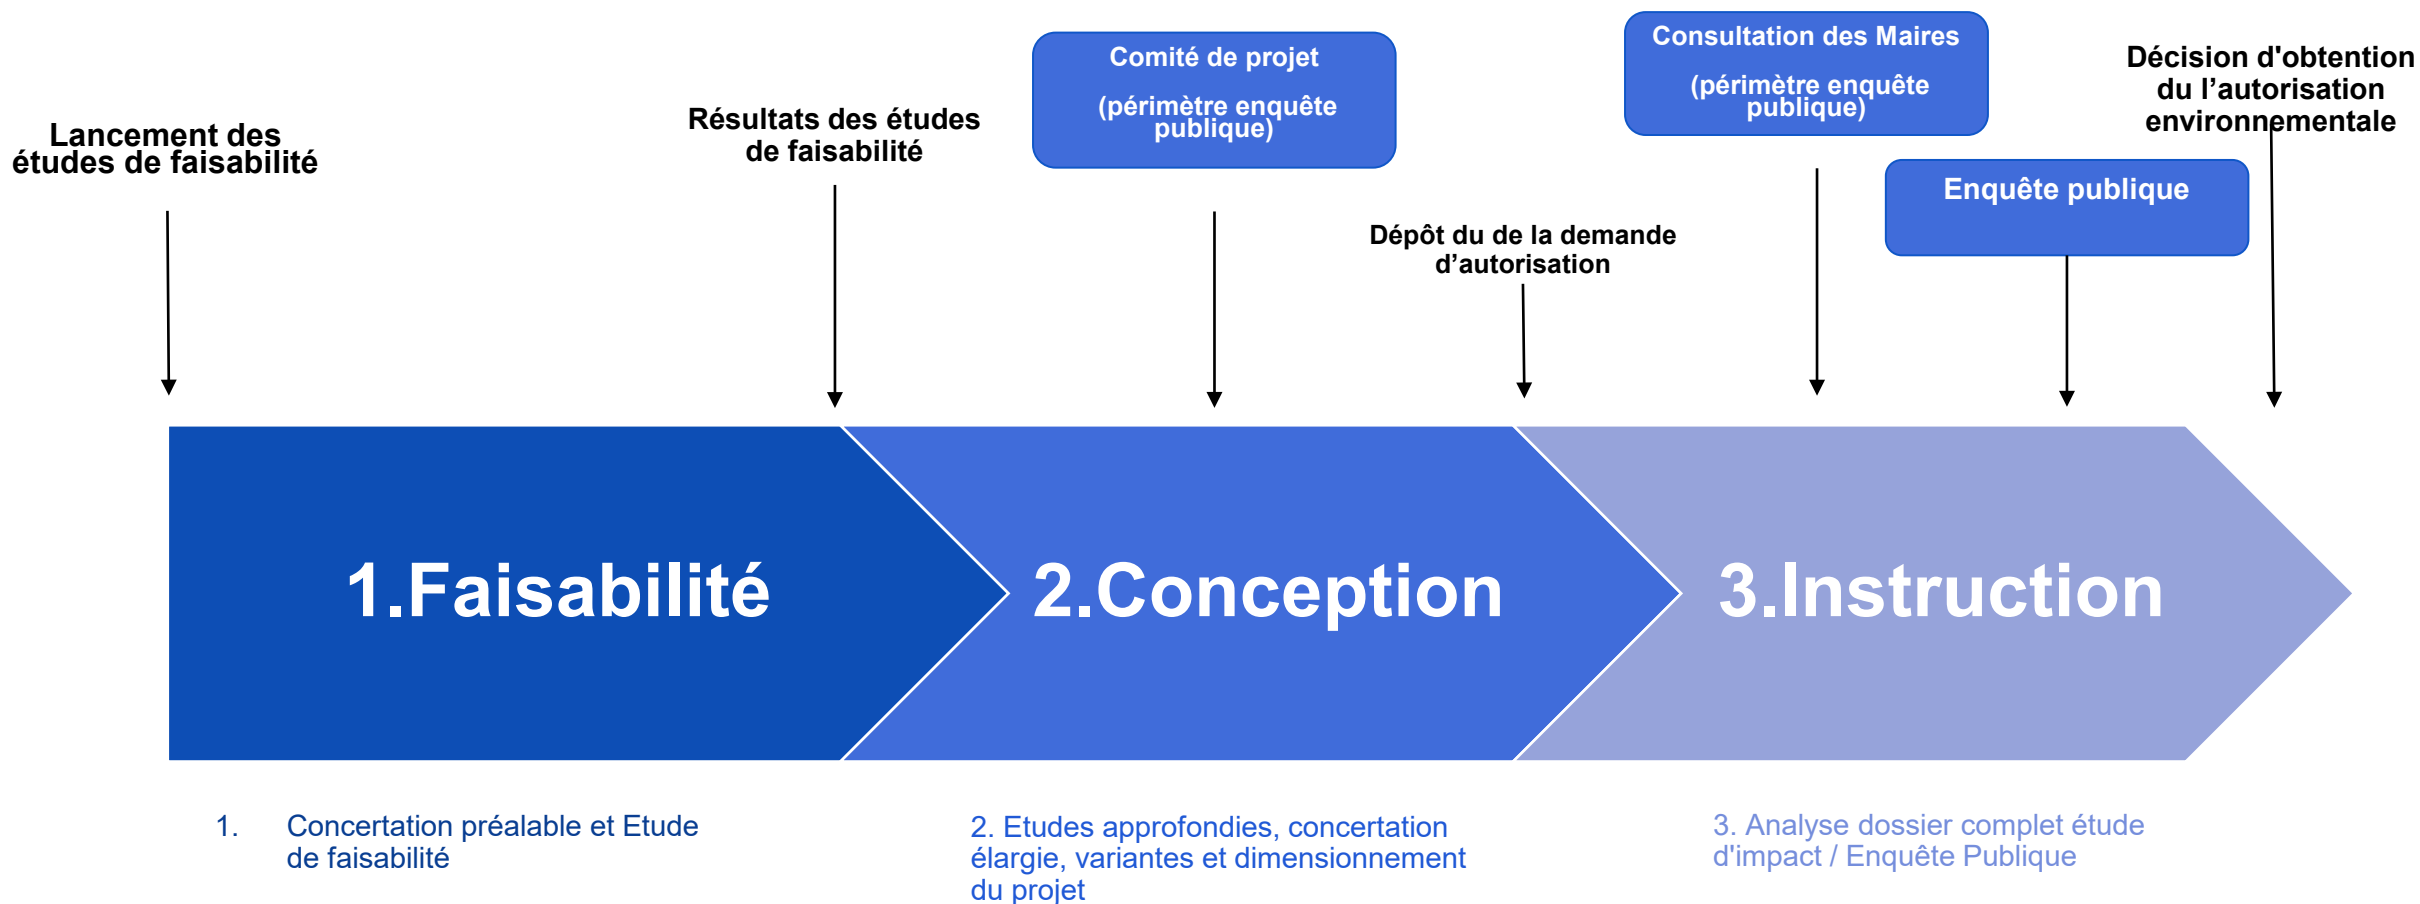 Lancement des
études de faisabilité
Résultats des études
de faisabilité
Comité de projet
(périmètre enquête
publique)
Dépôt du de la demande
d’autorisation
Consultation des Maires
(périmètre enquête
publique)
Enquête publique
Décision d'obtention
du l’autorisation
environnementale
1.Faisabilité
2.Conception
3.Instruction
1. Concertation préalable et Etude
de faisabilité
2. Etudes approfondies, concertation
élargie, variantes et dimensionnement
du projet
3. Analyse dossier complet étude
d'impact / Enquête Publique